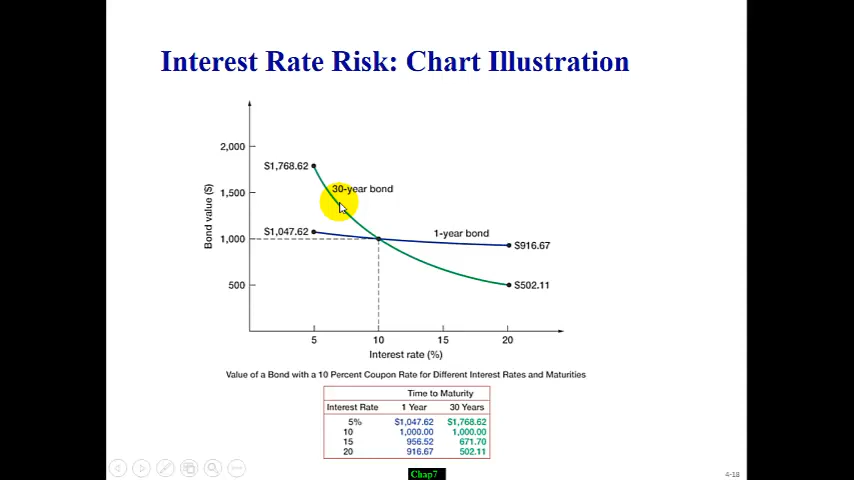 Interest Rate Risk: Chart Illustration
Bond value ($)
2,000
1,500
1,000
500
$1,768.62
30-year bond
$1,047.62
1-year bond
$916.67
$502.11
5 10 15 20
Interest rate (%)
Value of a Bond with a 10 Percent Coupon Rate for Different Interest Rates and Maturities
Time to Maturity
Interest Rate 1 Year 30 Years
5% $1,047.62 $1,768.62
10 1,000.00 1,000.00
15 956.52 671.70
20 916.67 502.11
Chap7
4-18